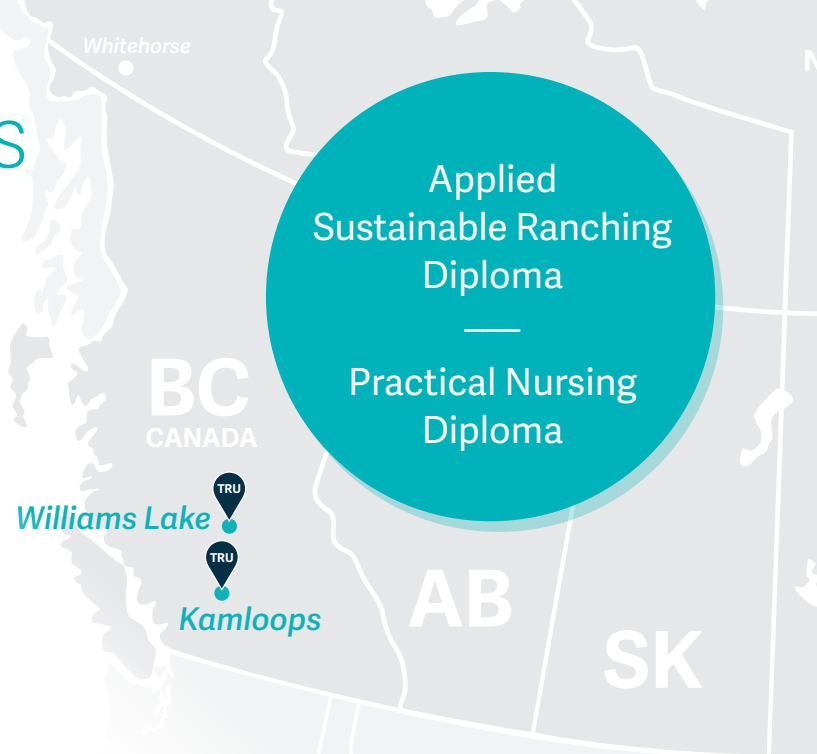 Whitehorse
N
S
Applied
Sustainable Ranching
Diploma
Practical Nursing
Diploma
BC
CANADA
TRU
Williams Lake
TRU
Kamloops
AB
SK